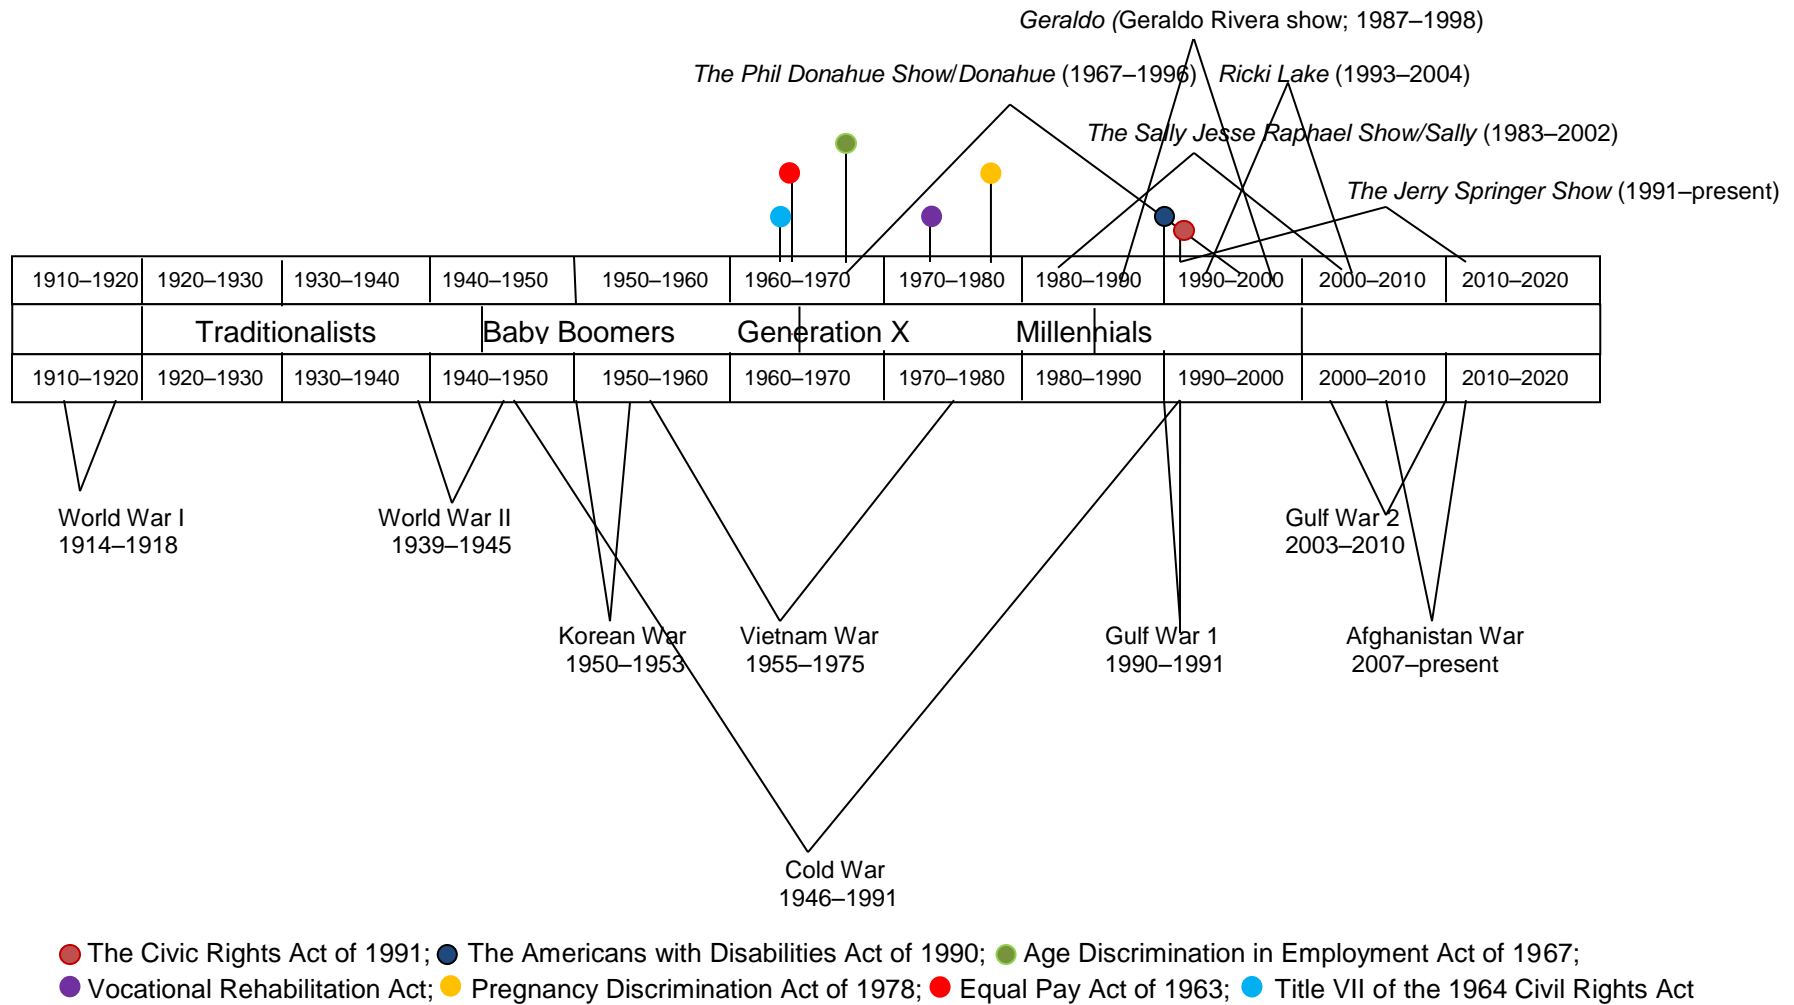 Geraldo (Geraldo Rivera show; 1987–1998)
The Phil Donahue Show/Donahue (1967–1996)
Ricki Lake (1993–2004)
The Sally Jesse Raphael Show/Sally (1983–2002)
The Jerry Springer Show (1991–present)
1910–1920 1920–1930 1930–1940 1940–1950 1950–1960 1960–1970 1970–1980 1980–1990 1990–2000 2000–2010 2010–2020
Traditionalists Baby Boomers Generation X Millennials
1910–1920 1920–1930 1930–1940 1940–1950 1950–1960 1960–1970 1970–1980 1980–1990 1990–2000 2000–2010 2010–2020
World War I
1914–1918
World War II
1939–1945
Gulf War 2
2003–2010
Korean War
1950–1953
Vietnam War
1955–1975
Gulf War 1
1990–1991
Afghanistan War
2007–present
Cold War
1946–1991
The Civic Rights Act of 1991; The Americans with Disabilities Act of 1990; Age Discrimination in Employment Act of 1967;
Vocational Rehabilitation Act; Pregnancy Discrimination Act of 1978; Equal Pay Act of 1963; Title VII of the 1964 Civil Rights Act